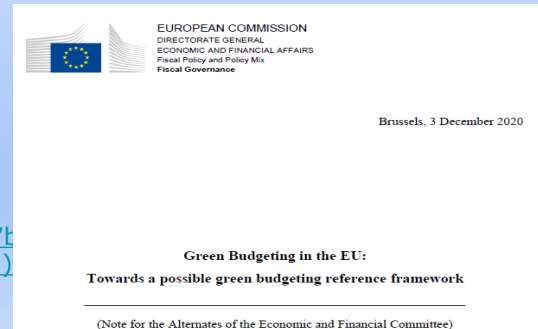 EUROPEAN COMMISSION
DIRECTORATE GENERAL
ECONOMIC AND FINANCIAL AFFAIRS
Fiscal Policy and Policy Mix
Fiscal Governance
Brussels, 3 December 2020
Green Budgeting in the EU:
Towards a possible green budgeting reference framework
(Note for the Alternates of the Economic and Financial Committee)